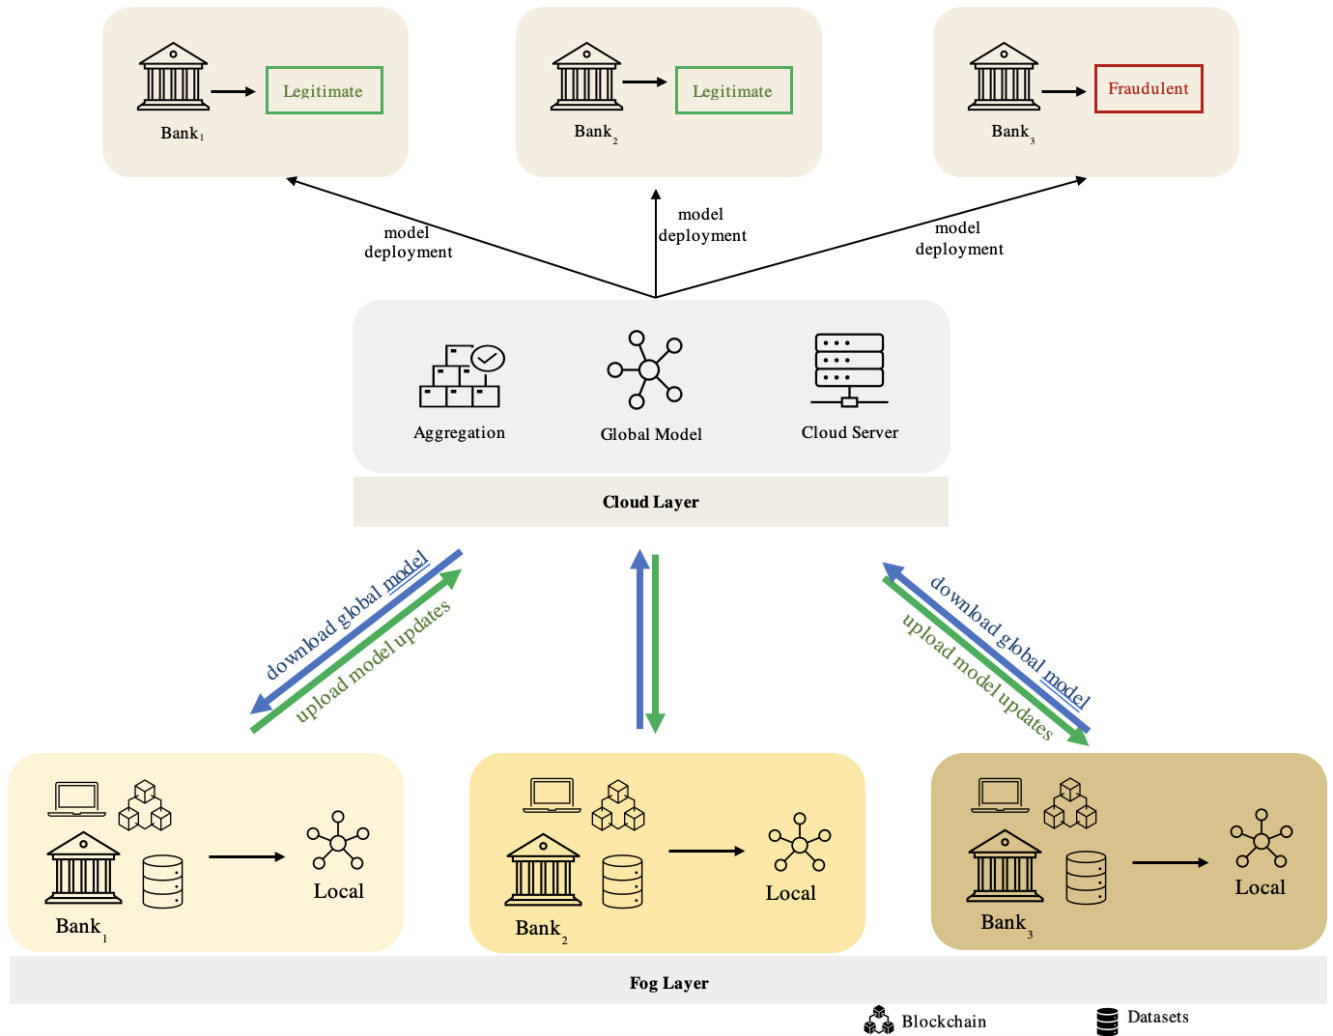 Legitimate
Bank₁
Legitimate
Bank₂
Fraudulent
Bank₃
model
deployment
model
deployment
model
deployment
Aggregation
Global Model
Cloud Server
Cloud Layer
download global model
upload model updates
download global model
upload model updates
Local
Bank₁
Local
Bank₂
Local
Bank₃
Fog Layer
Blockchain
Datasets